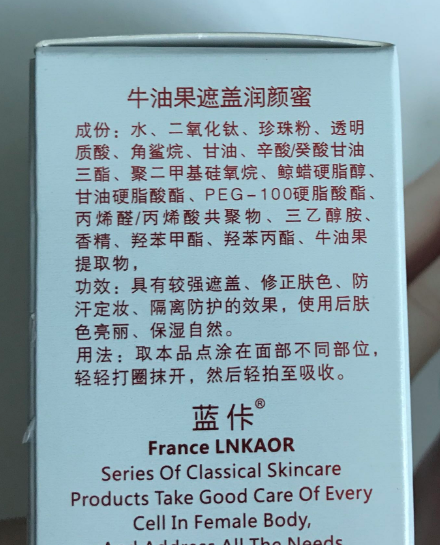 牛油果遮盖润颜蜜
成份：水、二氧化钛、珍珠粉、透明
质酸、角鲨烷、甘油、辛酸/癸酸甘油
三酯、聚二甲基硅氧烷、鲸蜡硬脂醇、
甘油硬脂酸酯、PEG-100硬脂酸酯、
丙烯醛/丙烯酸共聚物、三乙醇胺、
香精、羟苯甲酯、羟苯丙酯、牛油果
提取物，
功效：具有较强遮盖、修正肤色、防
汗定妆、隔离防护的效果，使用后肤
色亮丽、保湿自然。
用法：取本品点涂在面部不同部位，
轻轻打圈抹开，然后轻拍至吸收。
蓝佧®
France LNKAOR
Series Of Classical Skincare
Products Take Good Care Of Every
Cell In Female Body,
And Address All The Needs